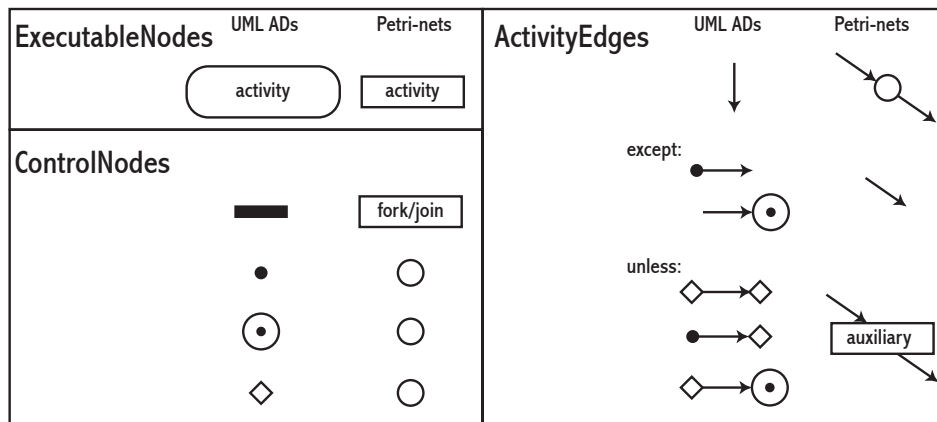 ExecutableNodes
UML ADs
Petri-nets
activity
activity
ControlNodes
fork/join
ActivityEdges
UML ADs
Petri-nets
except:
unless:
auxiliary